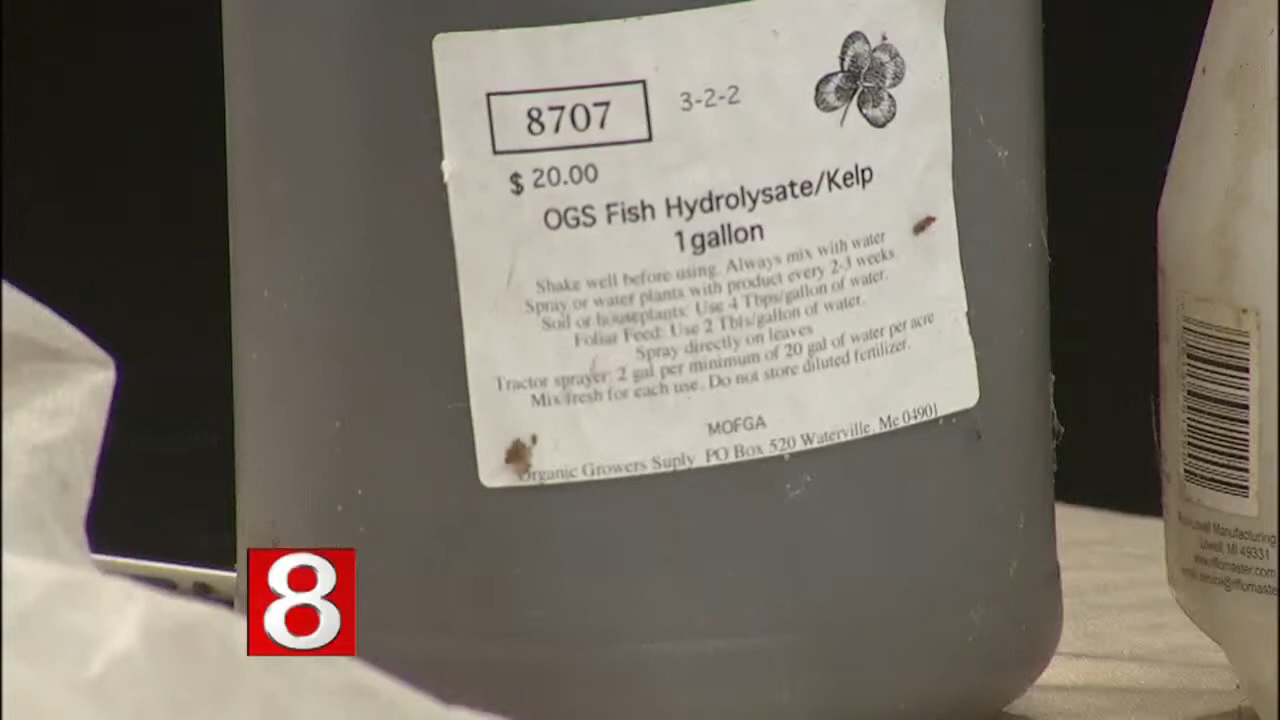 8707
3-2-2
$ 20.00
OGS Fish Hydrolysate/Kelp
1 gallon
Shake well before using. Always mix with water
Spray or water plants with product every 2-3 weeks
Soil or houseplants: Use 4 Tbps/gallon of water.
Foliar Feed: Use 2 Tbls/gallon of water.
Spray directly on leaves
Tractor sprayer: 2 gal per minimum of 20 gal of water per acre
Mix fresh for each use. Do not store diluted fertilizer.
MOFGA
Organic Growers Suply PO Box 520 Waterville, Me 04901
8
Lowell Manufacturing
Lowell, MI 49331